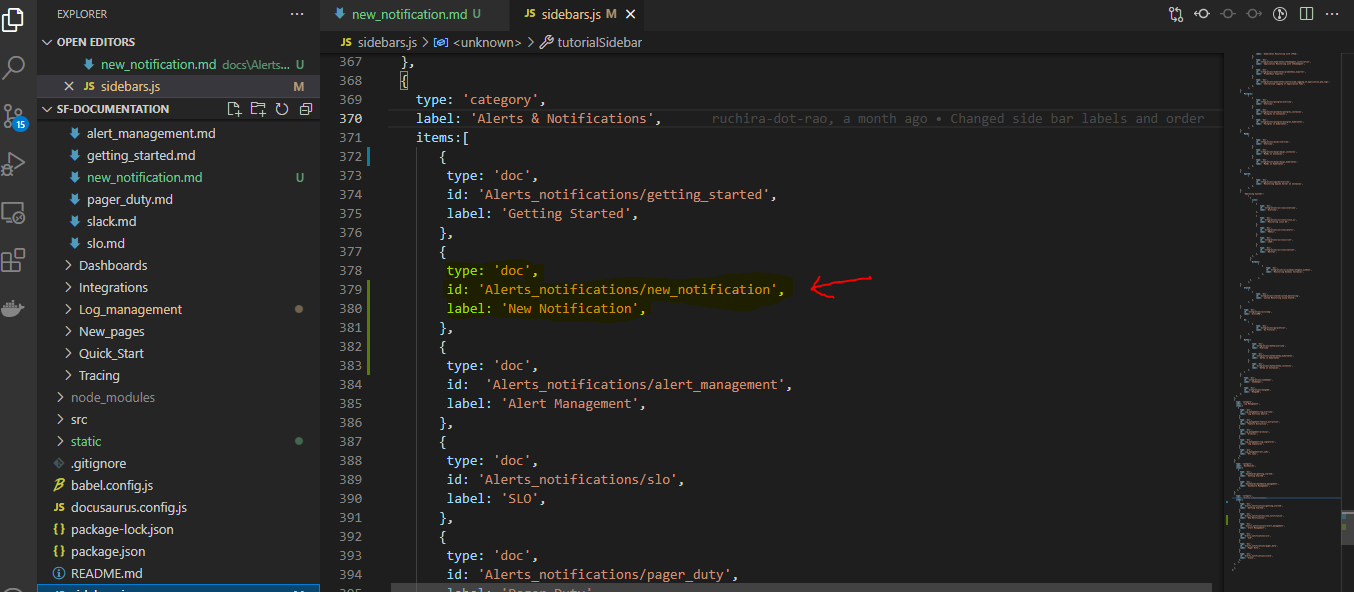 EXPLORER
OPEN EDITORS
new_notification.md docs\Alerts... U
JS sidebars.js M
SF-DOCUMENTATION
alert_management.md
getting_started.md
new_notification.md U
pager_duty.md
slack.md
slo.md
Dashboards
Integrations
Log_management
New_pages
Quick_Start
Tracing
node_modules
src
static
.gitignore
babel.config.js
JS docusaurus.config.js
{} package-lock.json
{} package.json
README.md
15
new_notification.md U
JS sidebars.js M
JS sidebars.js > <unknown> > tutorialSidebar
367 },
368 {
369 type: 'category',
370 label: 'Alerts & Notifications', ruchira-dot-rao, a month ago • Changed side bar labels and order
371 items:[
372 {
373 type: 'doc',
374 id: 'Alerts_notifications/getting_started',
375 label: 'Getting Started',
376 },
377 {
378 type: 'doc',
379 id: 'Alerts_notifications/new_notification',
380 label: 'New Notification',
381 },
382 {
383 type: 'doc',
384 id:  'Alerts_notifications/alert_management',
385 label: 'Alert Management',
386 },
387 {
388 type: 'doc',
389 id: 'Alerts_notifications/slo',
390 label: 'SLO',
391 },
392 {
393 type: 'doc',
394 id: 'Alerts_notifications/pager_duty',